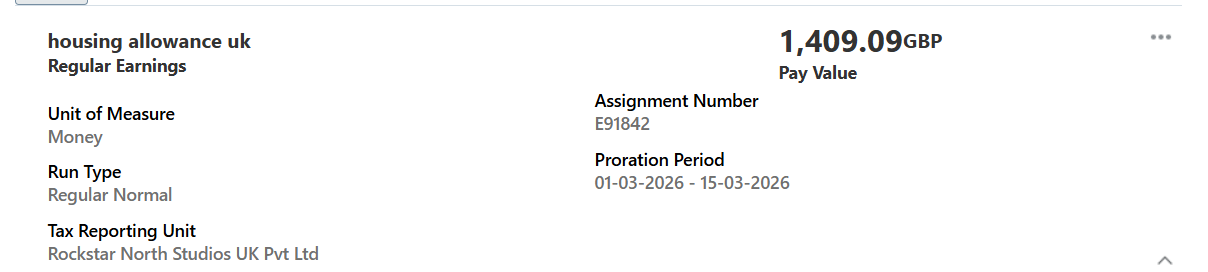 housing allowance uk
Regular Earnings
1,409.09GBP
Pay Value
Unit of Measure
Money
Run Type
Regular Normal
Tax Reporting Unit
Rockstar North Studios UK Pvt Ltd
Assignment Number
E91842
Proration Period
01-03-2026 - 15-03-2026